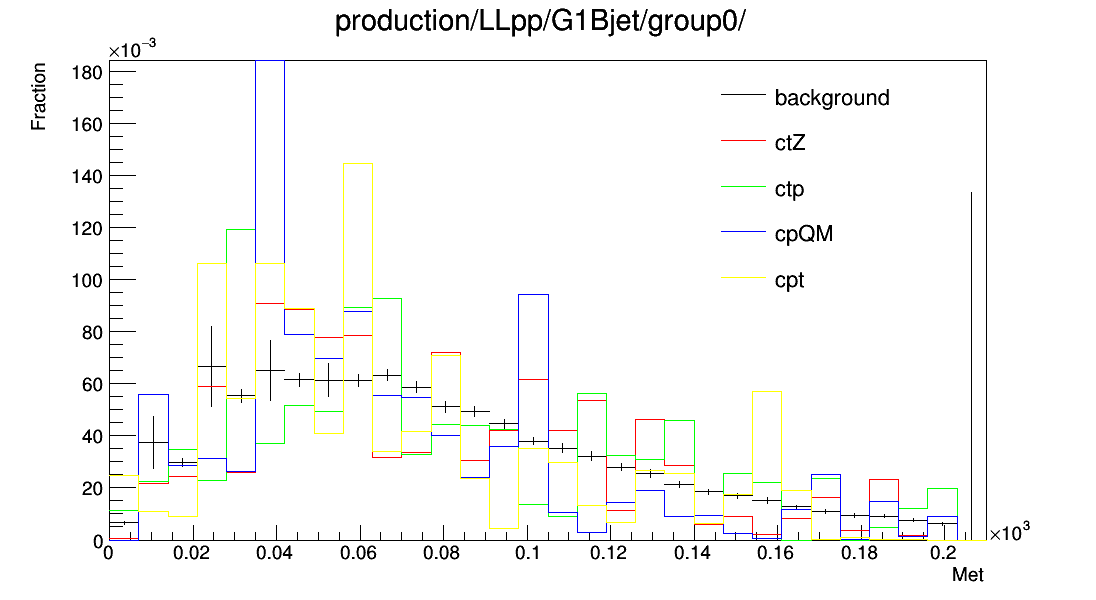 production/LLpp/G1Bjet/group0/
×10⁻³
Fraction
180
160
140
120
100
80
60
40
20
0
background
ctZ
ctp
cpQM
cpt
0 0.02 0.04 0.06 0.08 0.1 0.12 0.14 0.16 0.18 0.2
×10³
Met